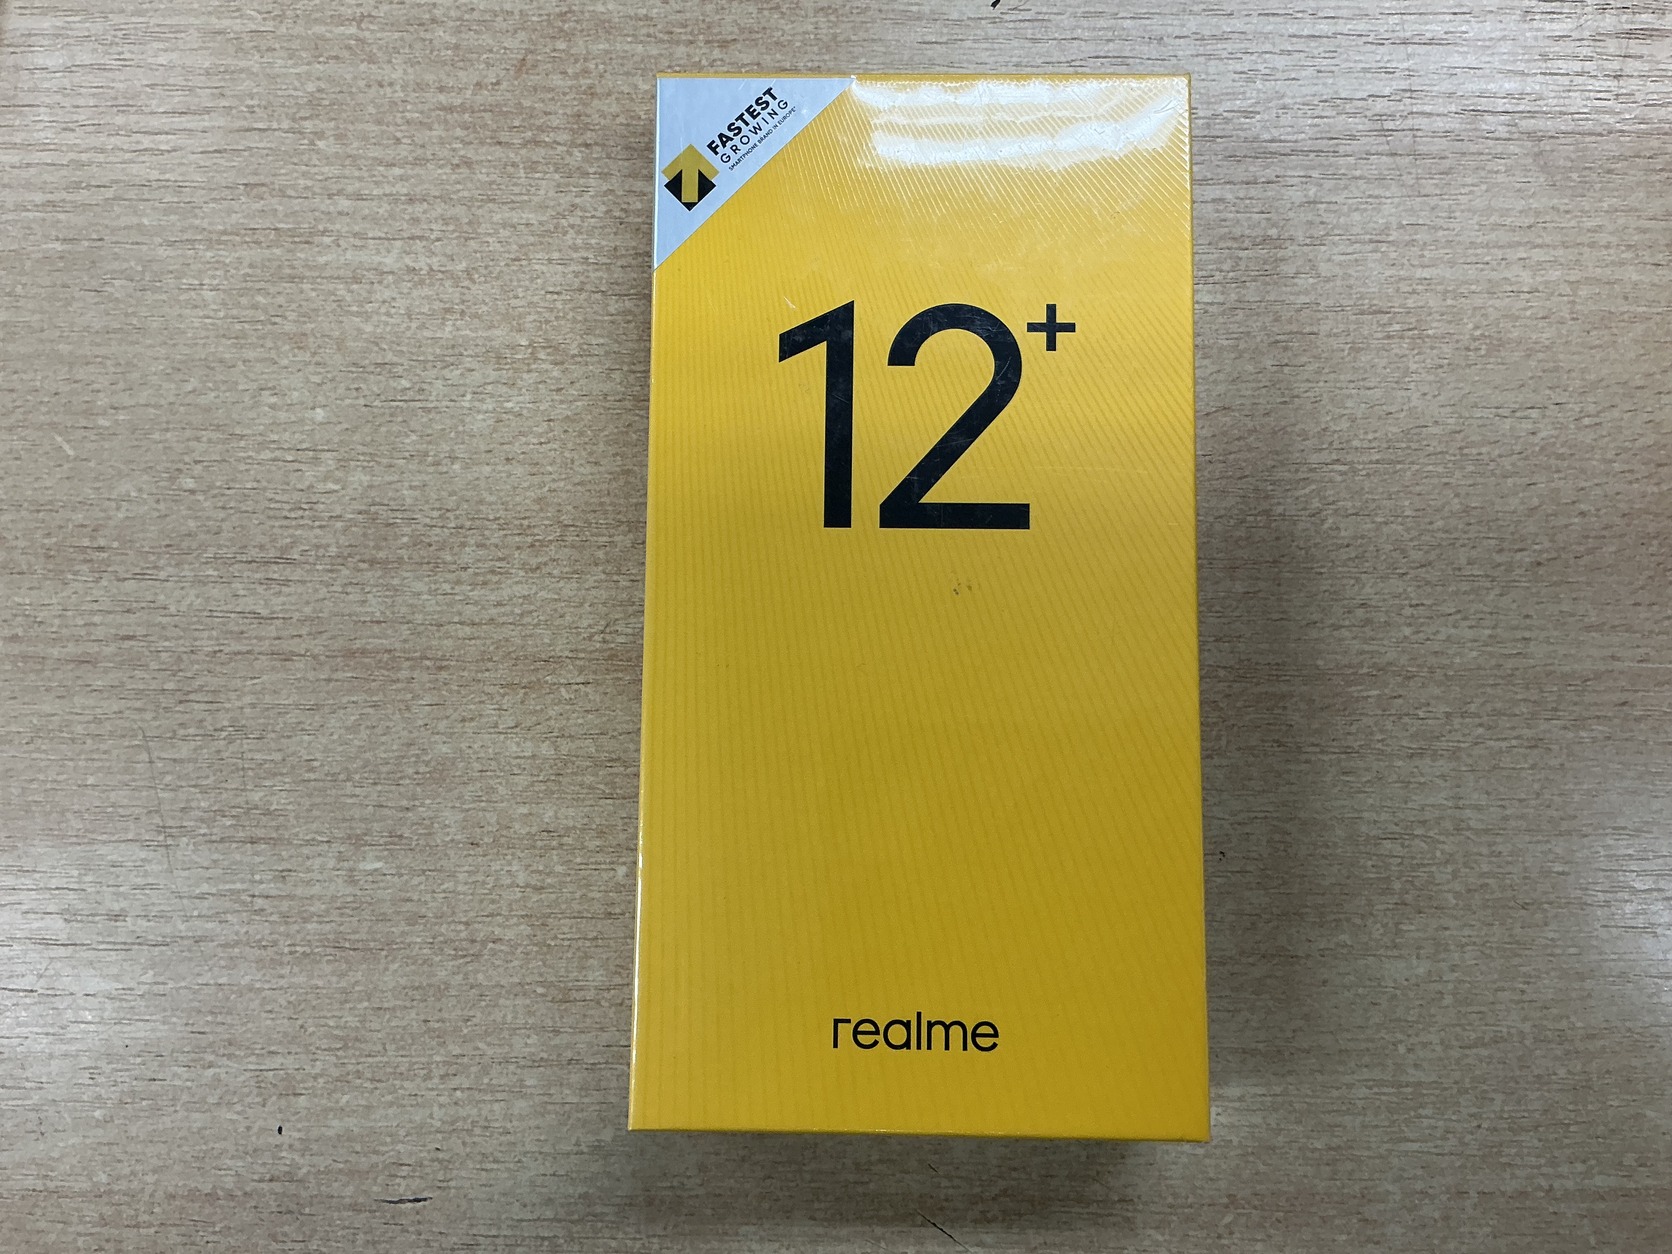 FASTEST
GROWING
SMARTPHONE BRAND IN EUROPE*
12+
realme